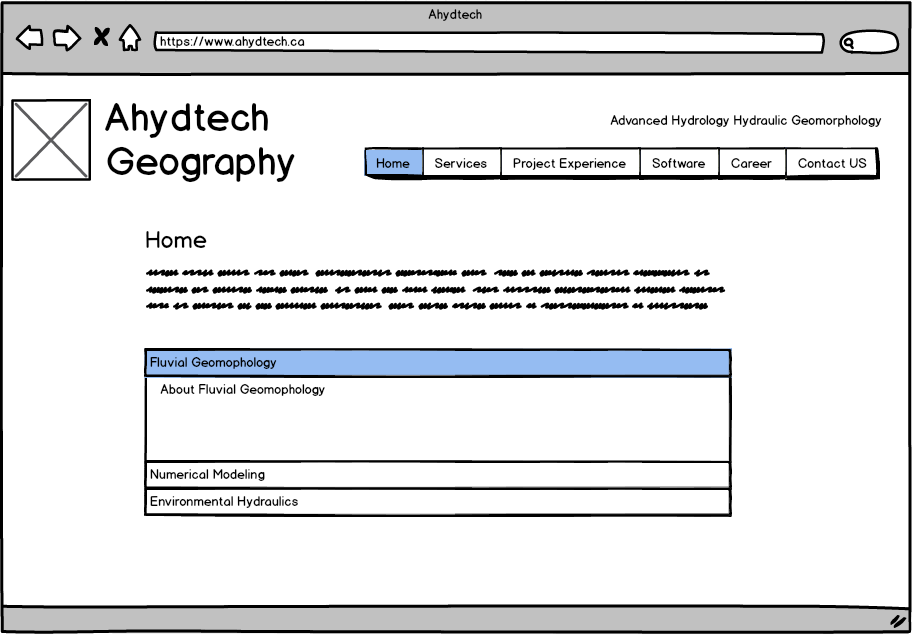 Ahydtech
https://www.ahydtech.ca
Ahydtech
Geography
Advanced Hydrology Hydraulic Geomorphology
Home Services Project Experience Software Career Contact US
Home
Fluvial Geomophology
About Fluvial Geomophology
Numerical Modeling
Environmental Hydraulics